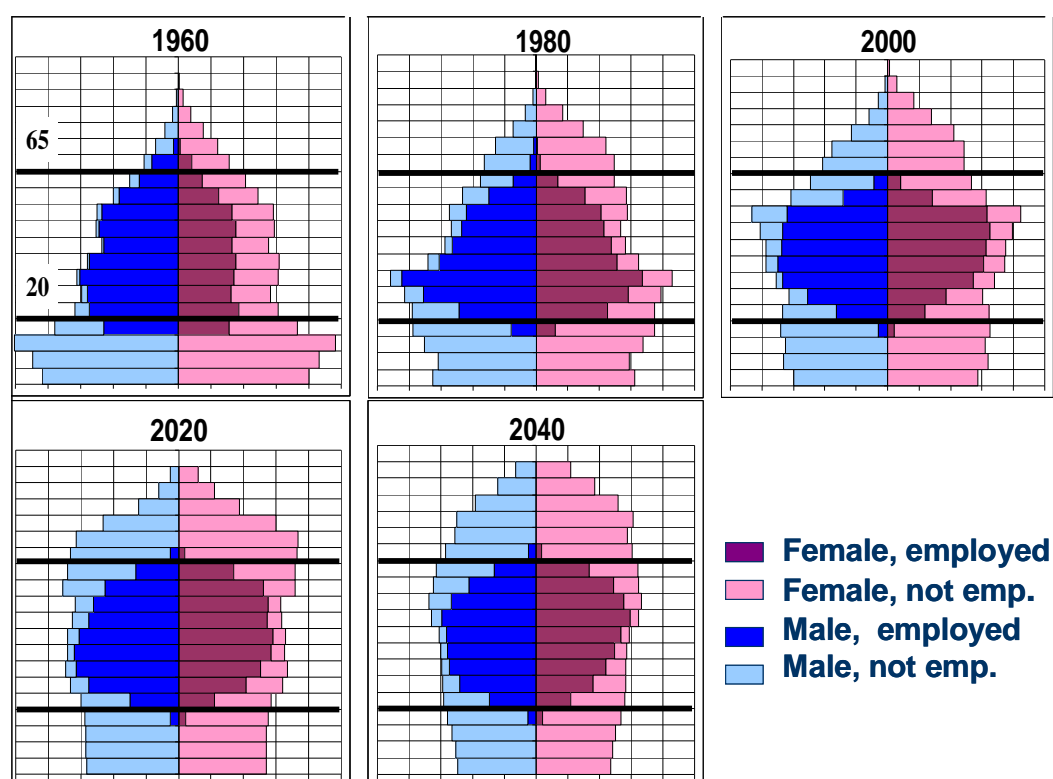 1960
1980
2000
65
20
2020
2040
Female, employed
Female, not emp.
Male,  employed
Male, not emp.